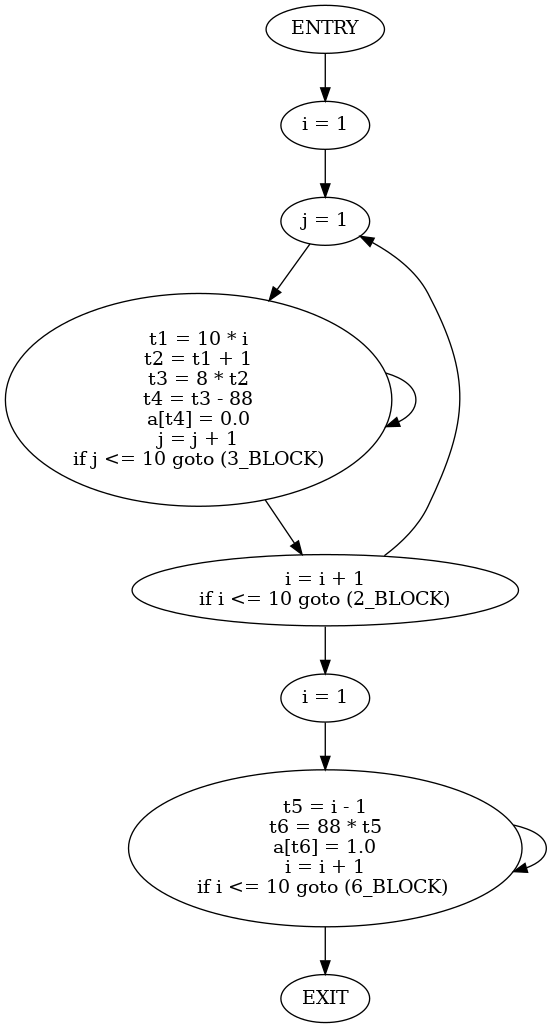 ENTRY
i = 1
j = 1
t1 = 10 * i
t2 = t1 + 1
t3 = 8 * t2
t4 = t3 - 88
a[t4] = 0.0
j = j + 1
if j <= 10 goto (3_BLOCK)
i = i + 1
if i <= 10 goto (2_BLOCK)
i = 1
t5 = i - 1
t6 = 88 * t5
a[t6] = 1.0
i = i + 1
if i <= 10 goto (6_BLOCK)
EXIT